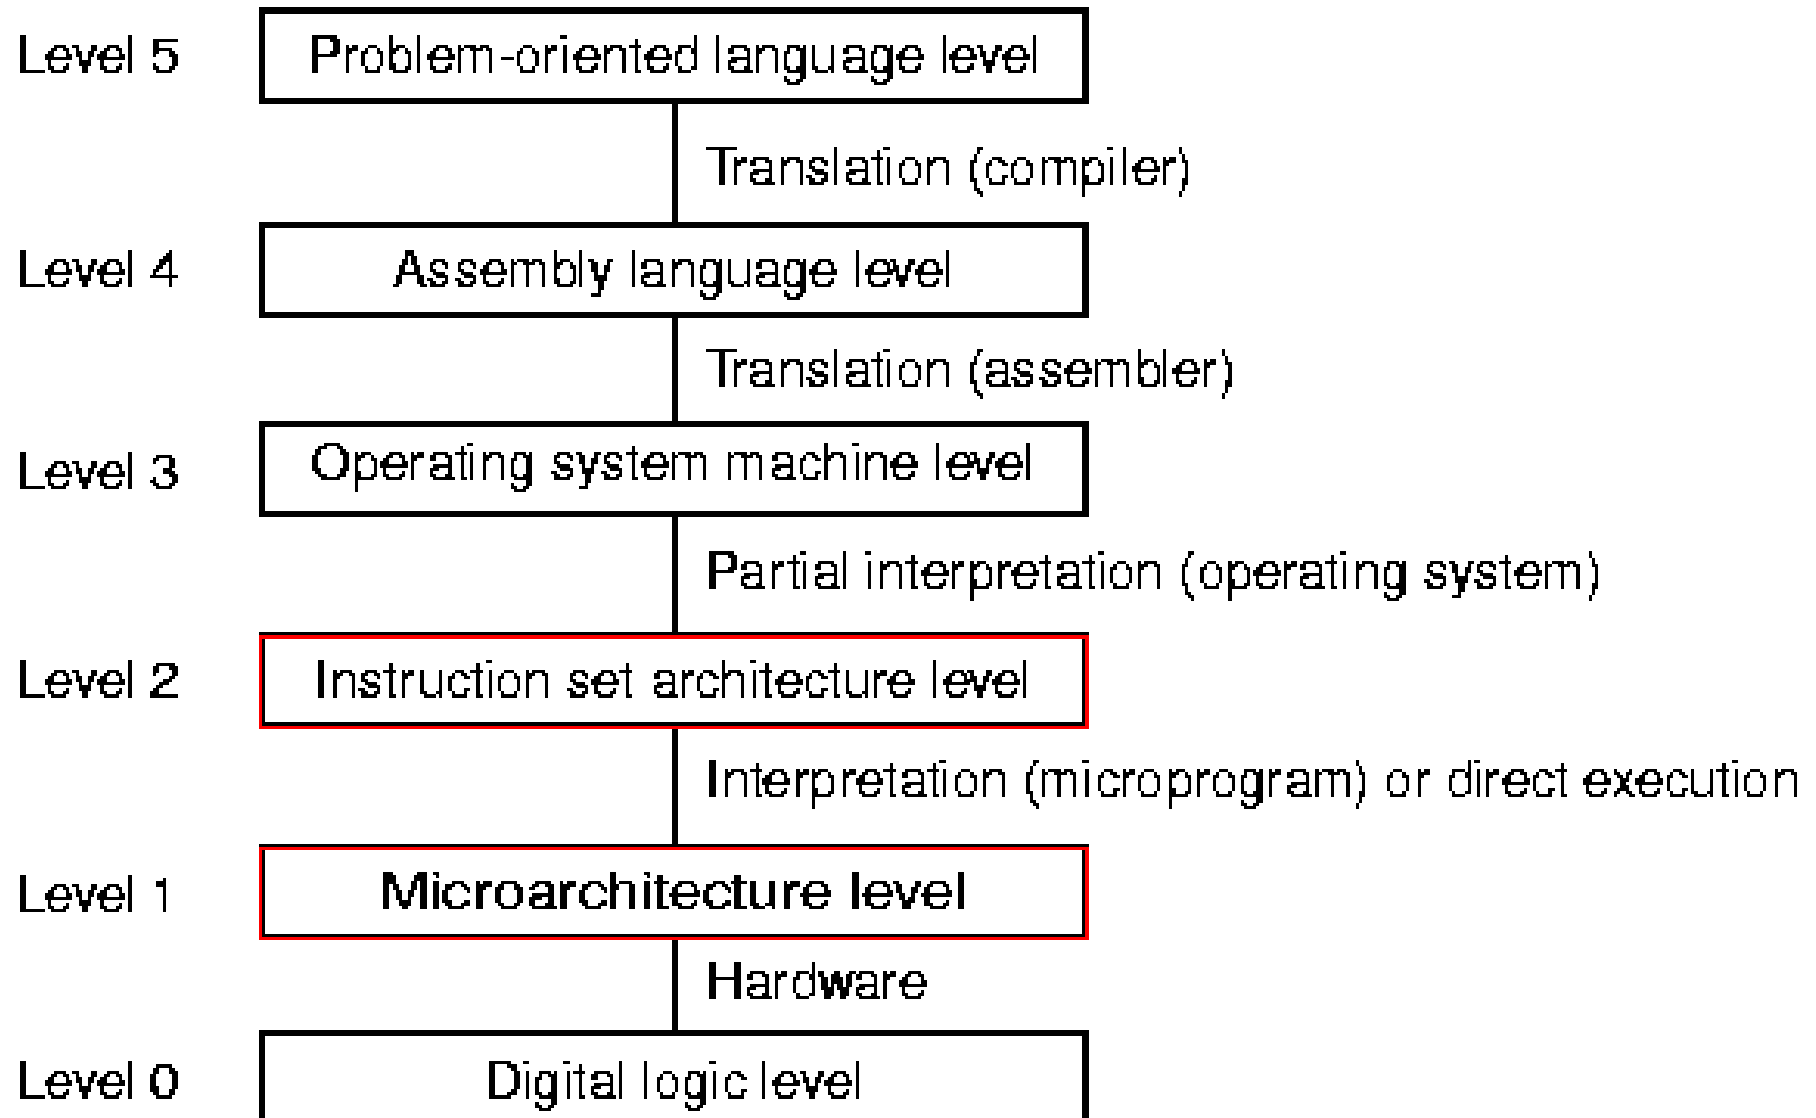 Level 5 Problem-oriented language level
Translation (compiler)
Level 4 Assembly language level
Translation (assembler)
Level 3 Operating system machine level
Partial interpretation (operating system)
Level 2 Instruction set architecture level
Interpretation (microprogram) or direct execution
Level 1 Microarchitecture level
Hardware
Level 0 Digital logic level